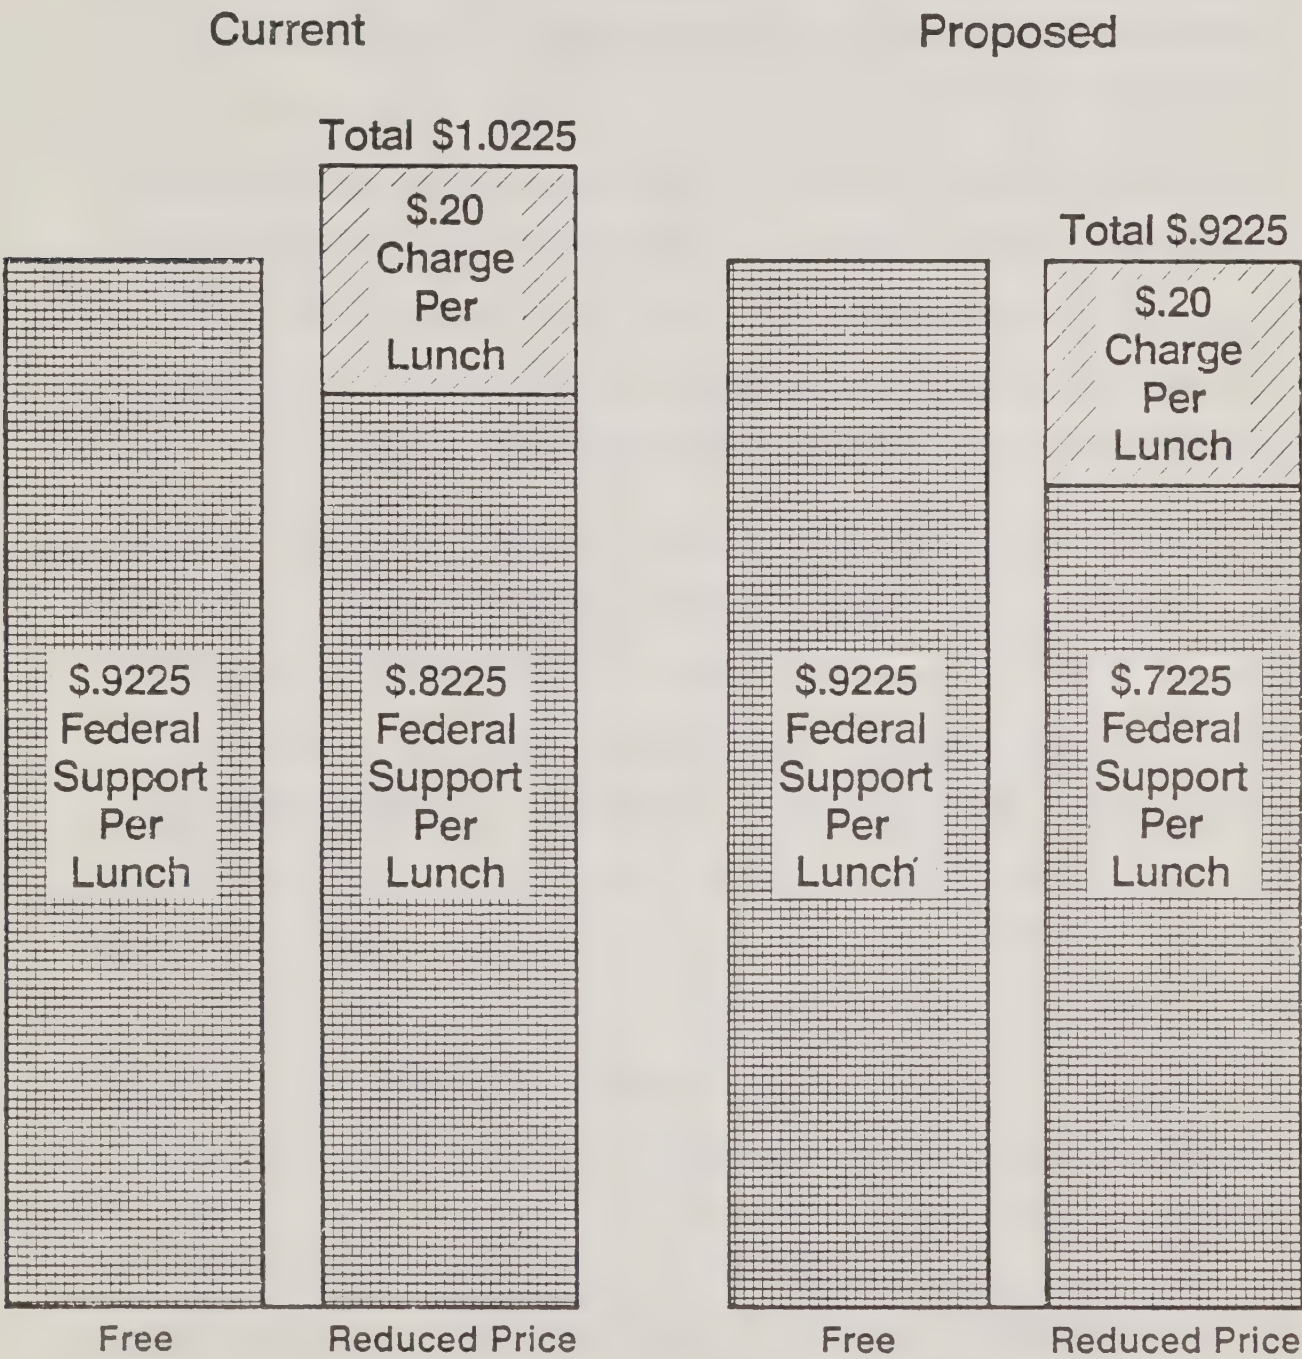 Current
Total $1.0225
$.20
Charge
Per
Lunch
$.9225
Federal
Support
Per
Lunch
$.8225
Federal
Support
Per
Lunch
Free
Reduced Price
Proposed
Total $.9225
$.20
Charge
Per
Lunch
$.9225
Federal
Support
Per
Lunch
$.7225
Federal
Support
Per
Lunch
Free
Reduced Price